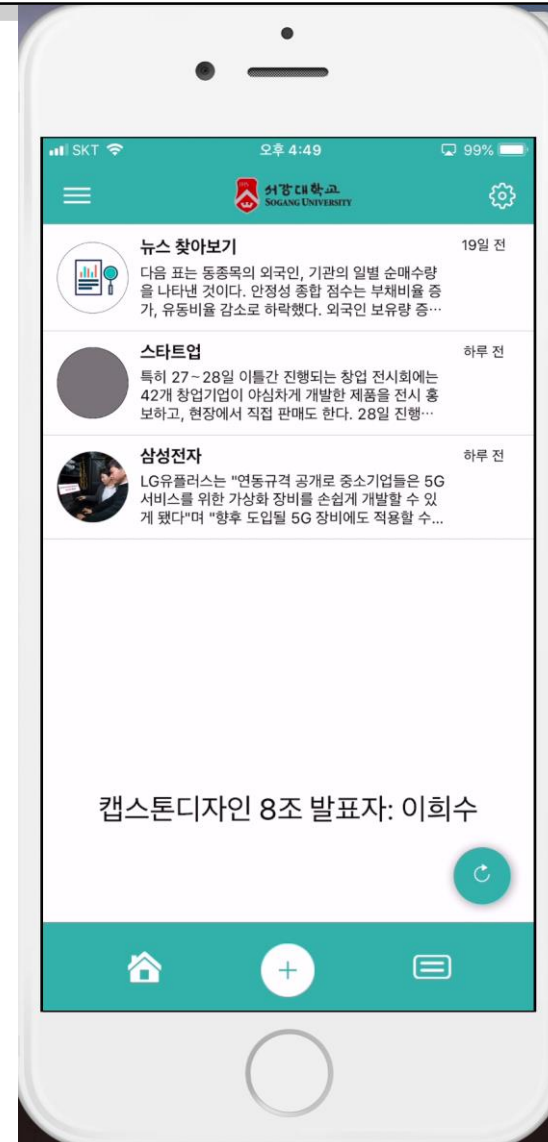 SKT 오후 4:49 99%
서강대학교
SOGANG UNIVERSITY
뉴스 찾아보기 19일 전
다음 표는 동종목의 외국인, 기관의 일별 순매수량
을 나타낸 것이다. 안정성 종합 점수는 부채비율 증
가, 유동비율 감소로 하락했다. 외국인 보유량 증…
스타트업 하루 전
특히 27~28일 이틀간 진행되는 창업 전시회에는
42개 창업기업이 야심차게 개발한 제품을 전시 홍
보하고, 현장에서 직접 판매도 한다. 28일 진행…
삼성전자 하루 전
LG유플러스는 "연동규격 공개로 중소기업들은 5G
서비스를 위한 가상화 장비를 손쉽게 개발할 수 있
게 됐다"며 "향후 도입될 5G 장비에도 적용할 수...
캡스톤디자인 8조 발표자: 이희수